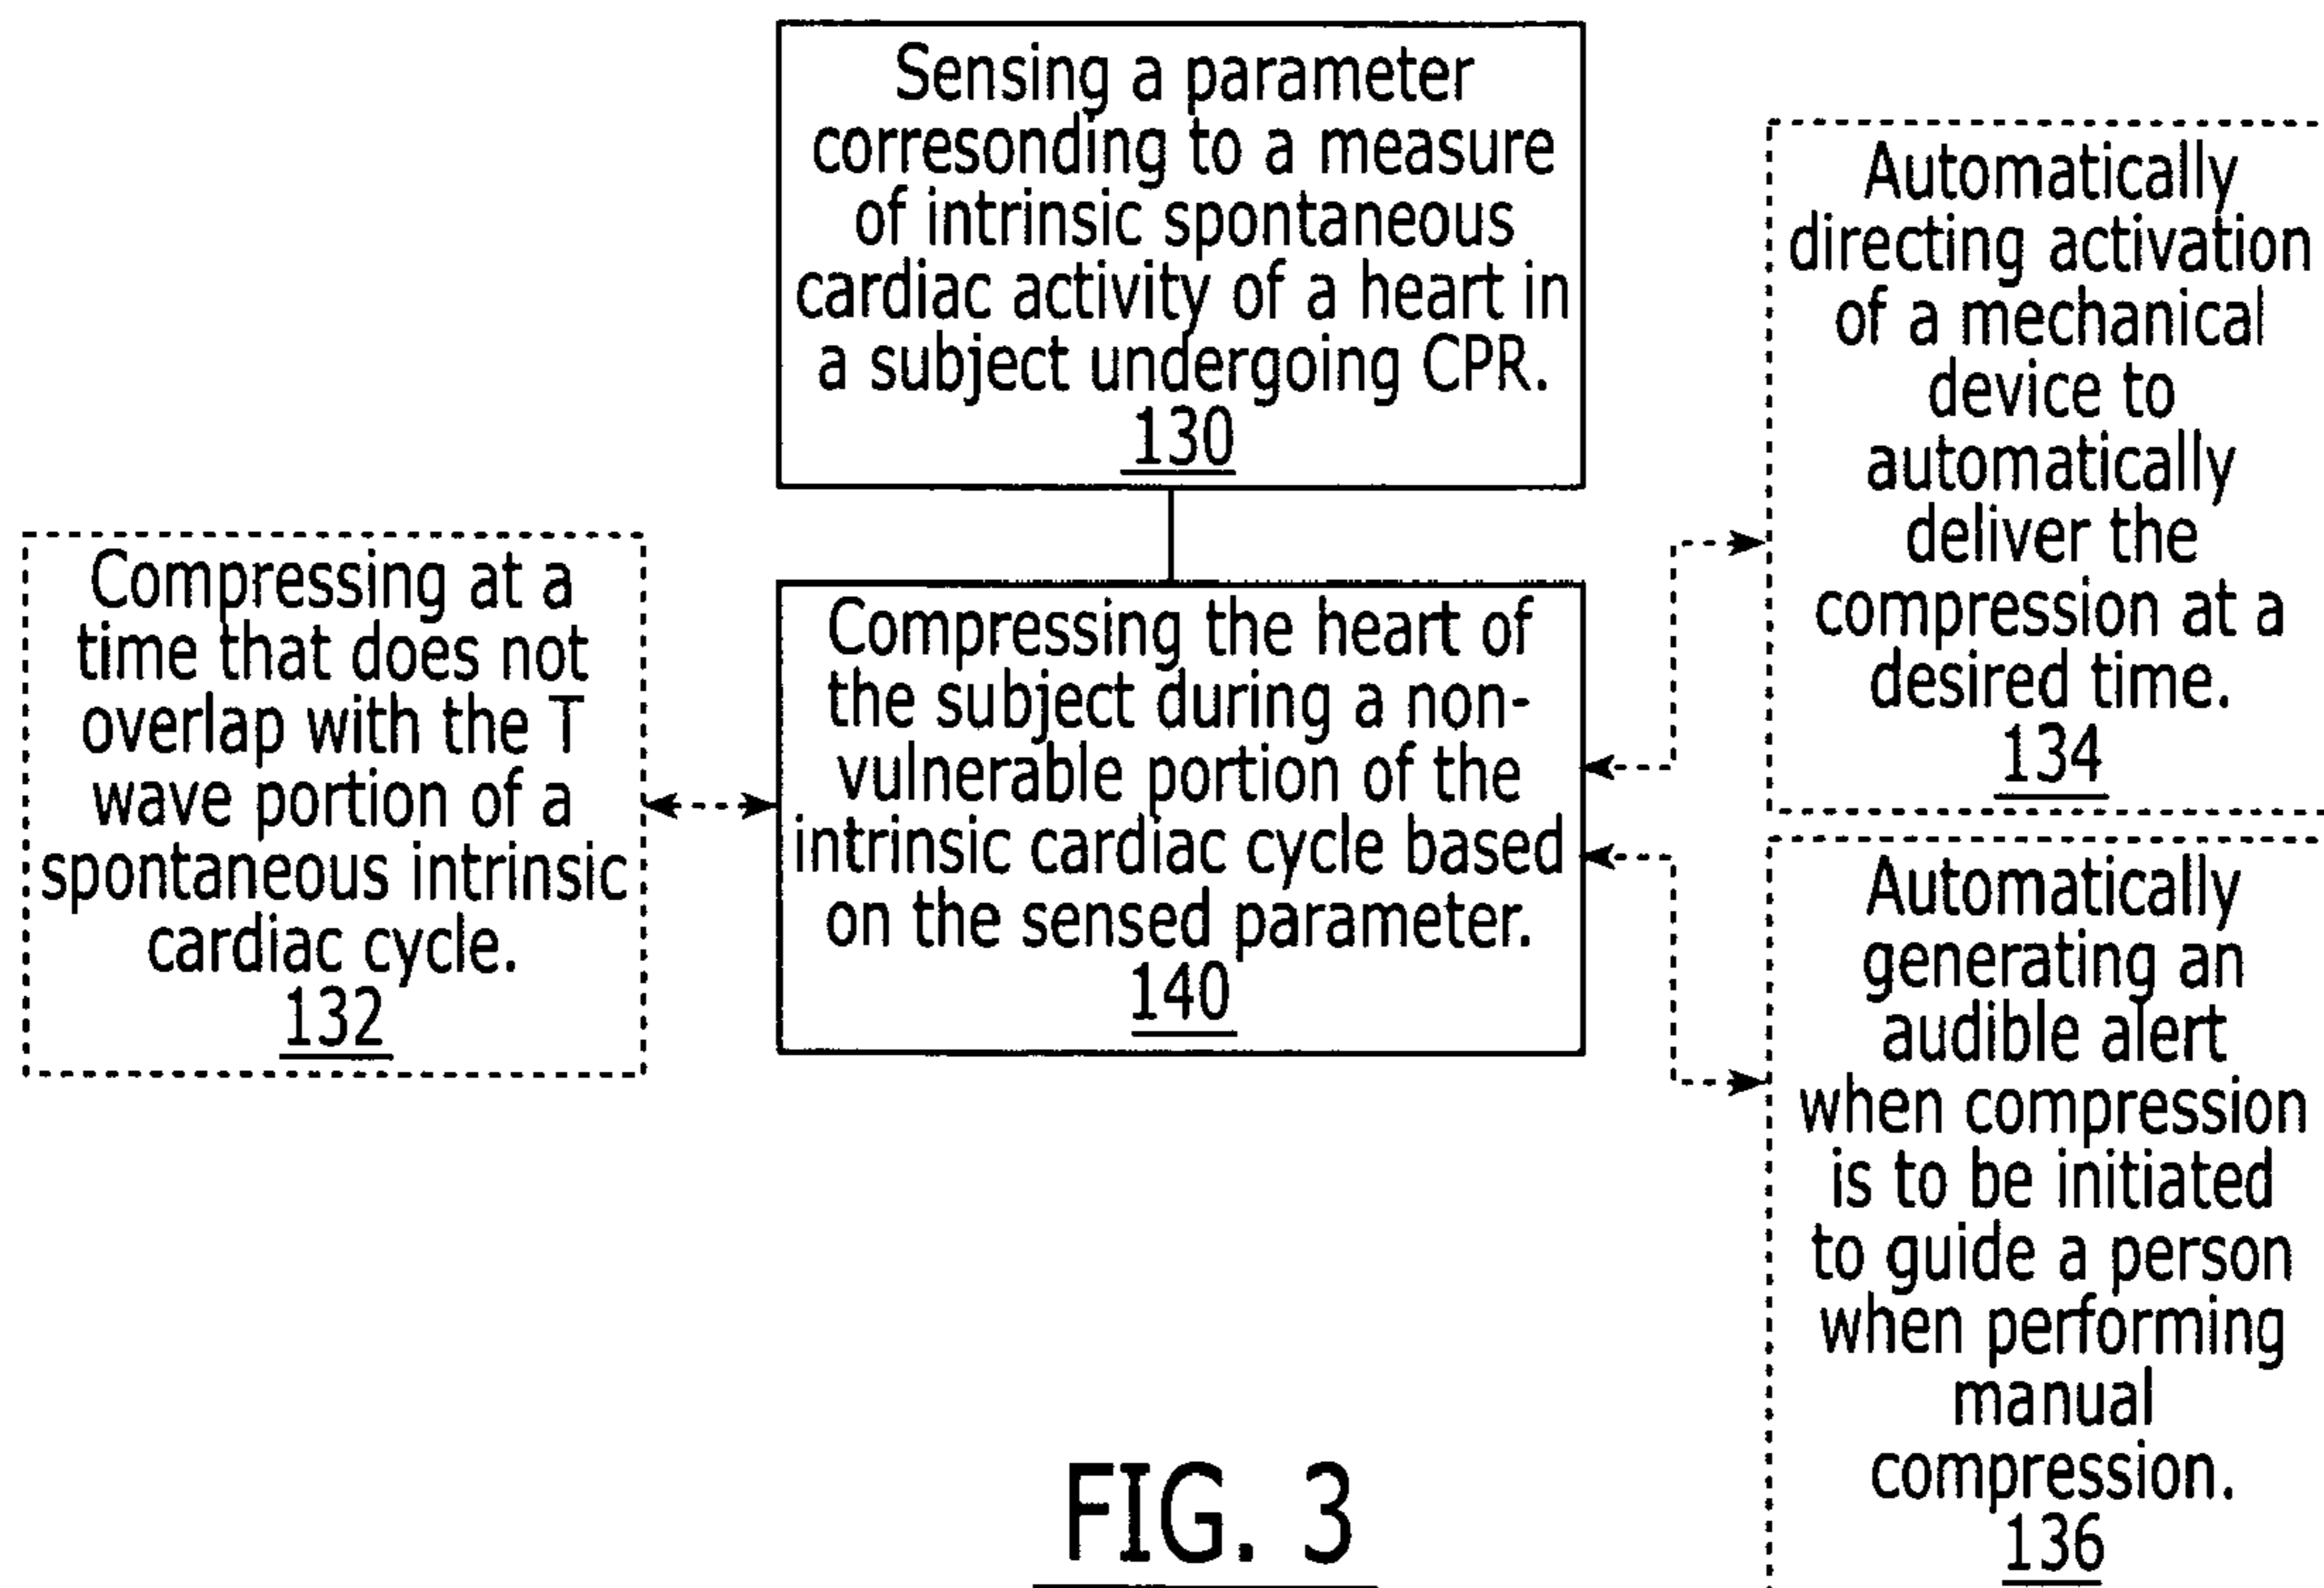 Sensing a parameter
corresonding to a measure
of intrinsic spontaneous
cardiac activity of a heart in
a subject undergoing CPR.
130
Compressing at a
time that does not
overlap with the T
wave portion of a
spontaneous intrinsic
cardiac cycle.
132
Compressing the heart of
the subject during a non-
vulnerable portion of the
intrinsic cardiac cycle based
on the sensed parameter.
140
Automatically
directing activation
of a mechanical
device to
automatically
deliver the
compression at a
desired time.
134
Automatically
generating an
audible alert
when compression
is to be initiated
to guide a person
when performing
manual
compression.
136
FIG. 3